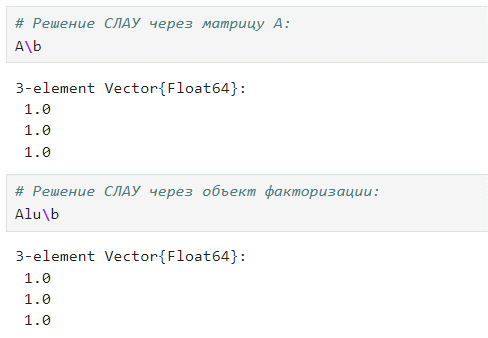 # Решение СЛАУ через матрицу A:
A\b
3-element Vector{Float64}:
1.0
1.0
1.0
# Решение СЛАУ через объект факторизации:
Alu\b
3-element Vector{Float64}:
1.0
1.0
1.0